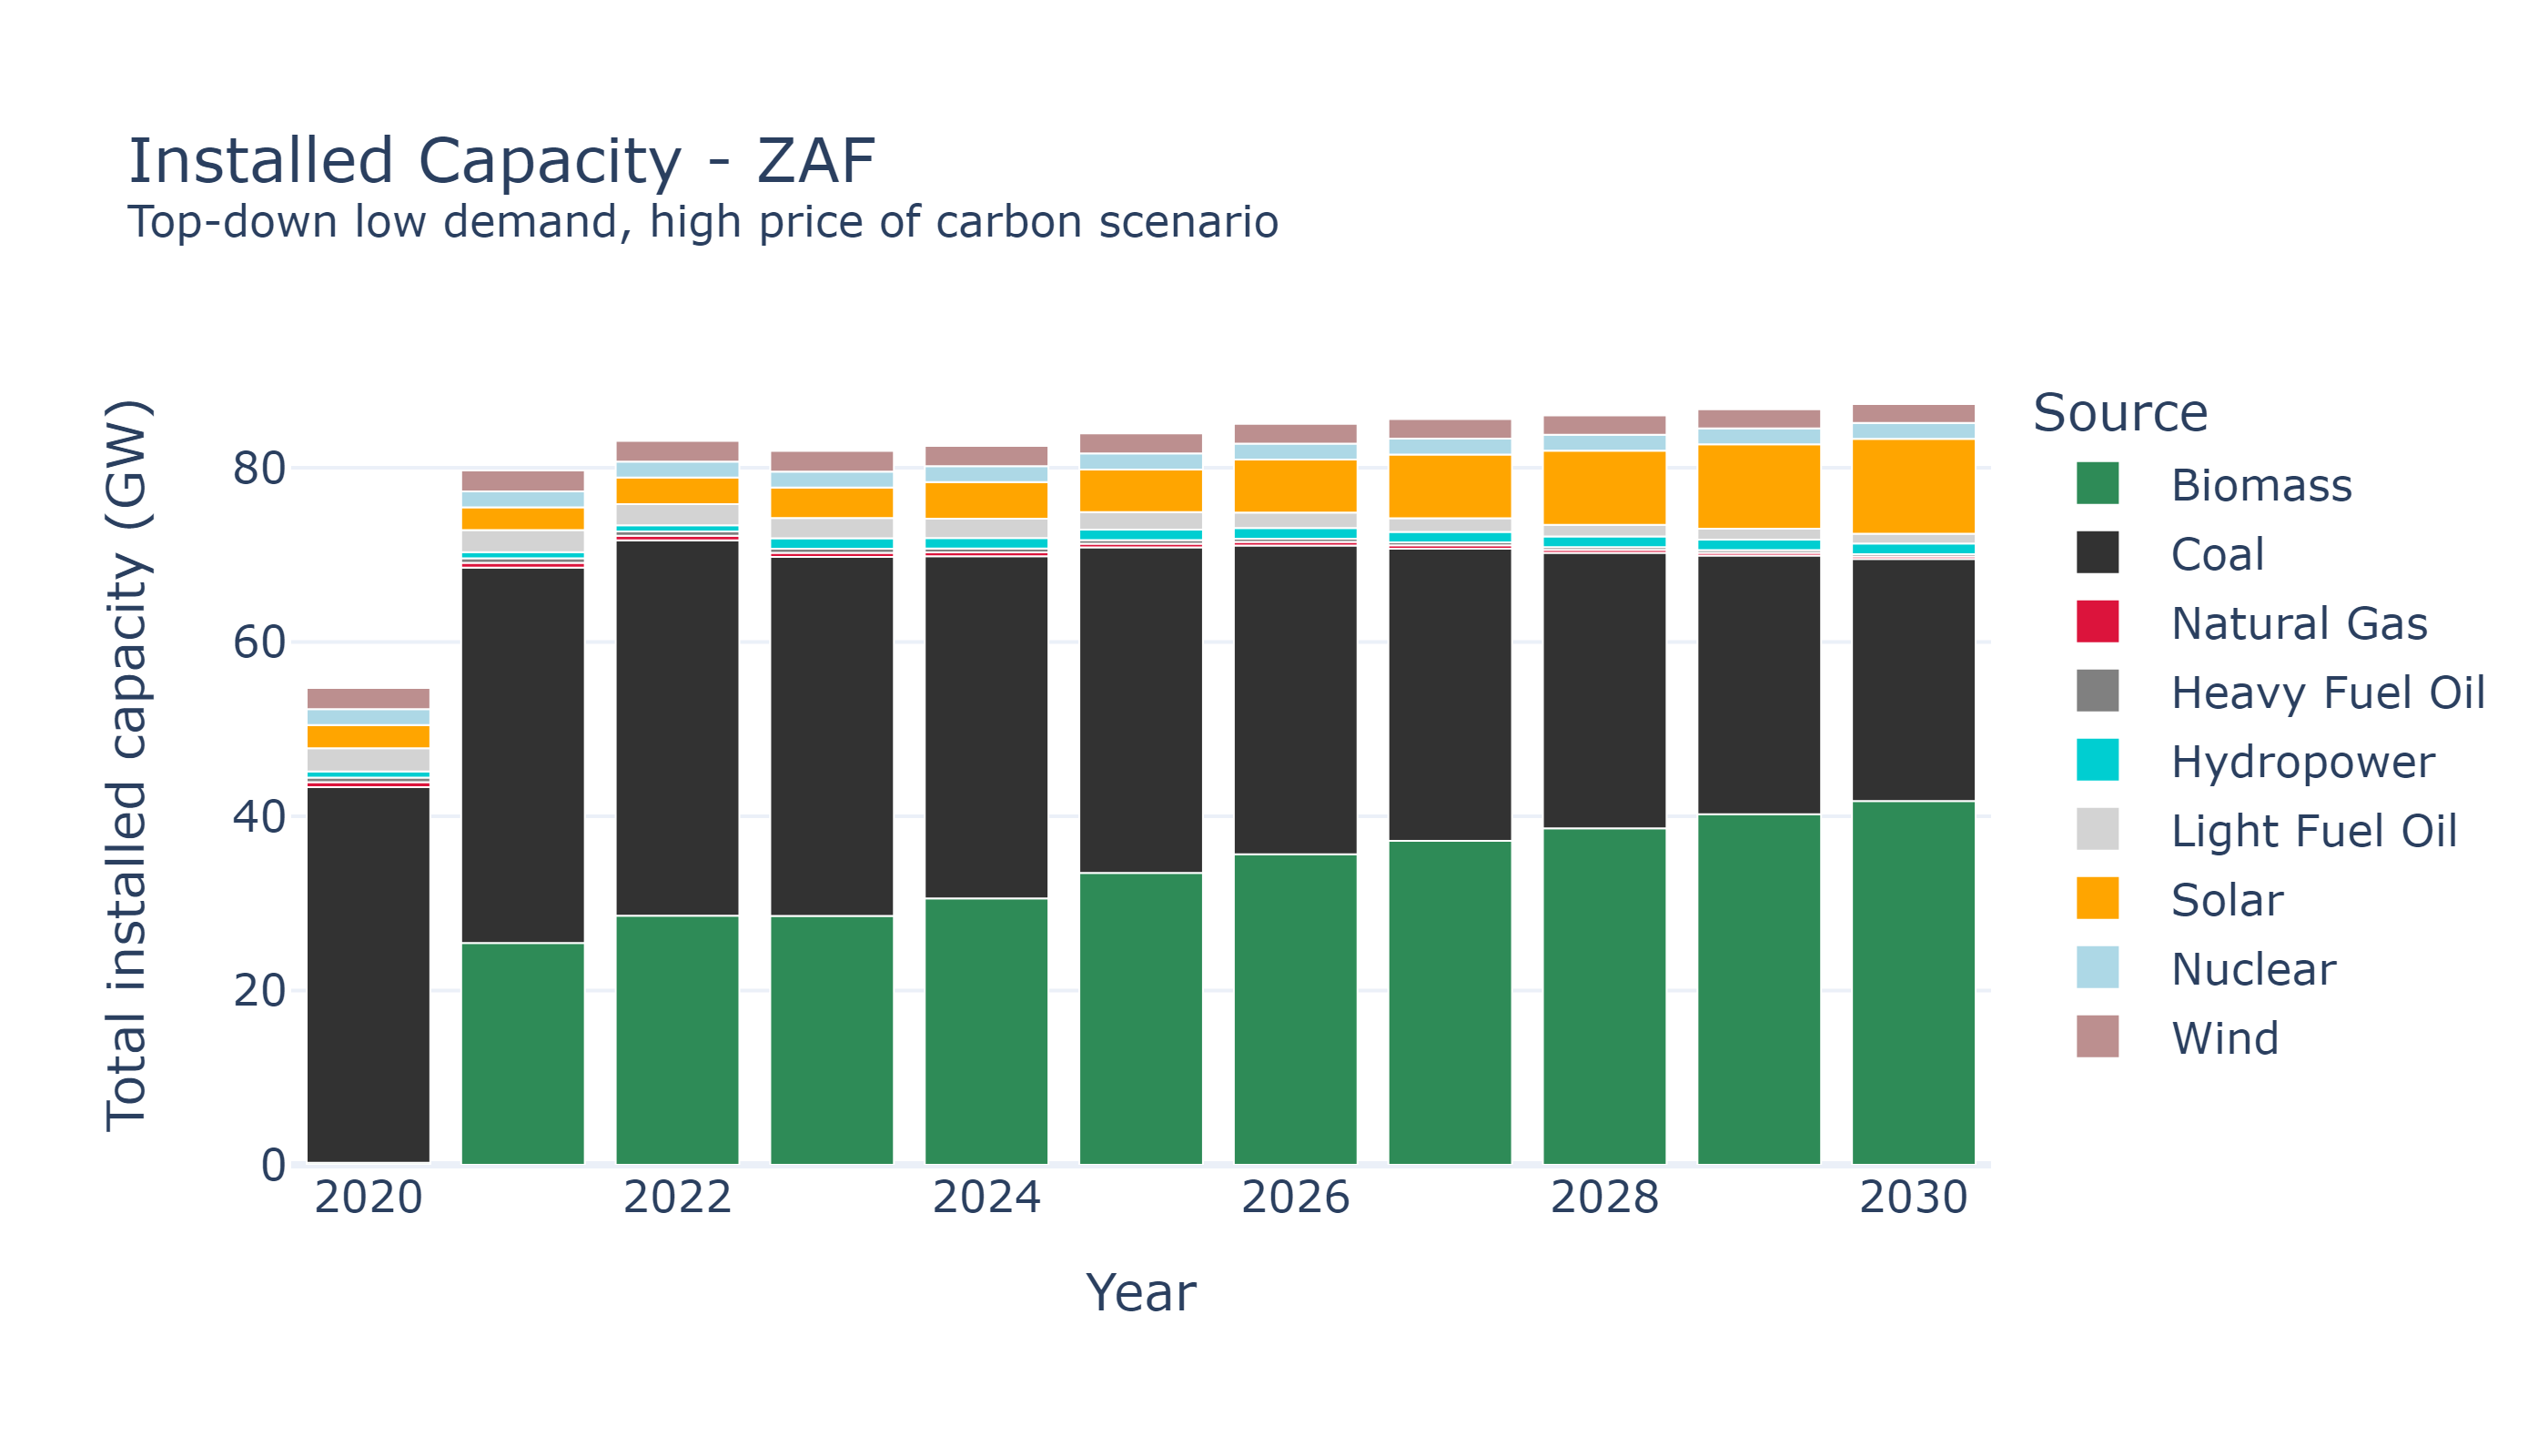 Installed Capacity - ZAF
Top-down low demand, high price of carbon scenario
Total installed capacity (GW)
80
60
40
20
0
2020
2022
2024
2026
2028
2030
Year
Source
Biomass
Coal
Natural Gas
Heavy Fuel Oil
Hydropower
Light Fuel Oil
Solar
Nuclear
Wind